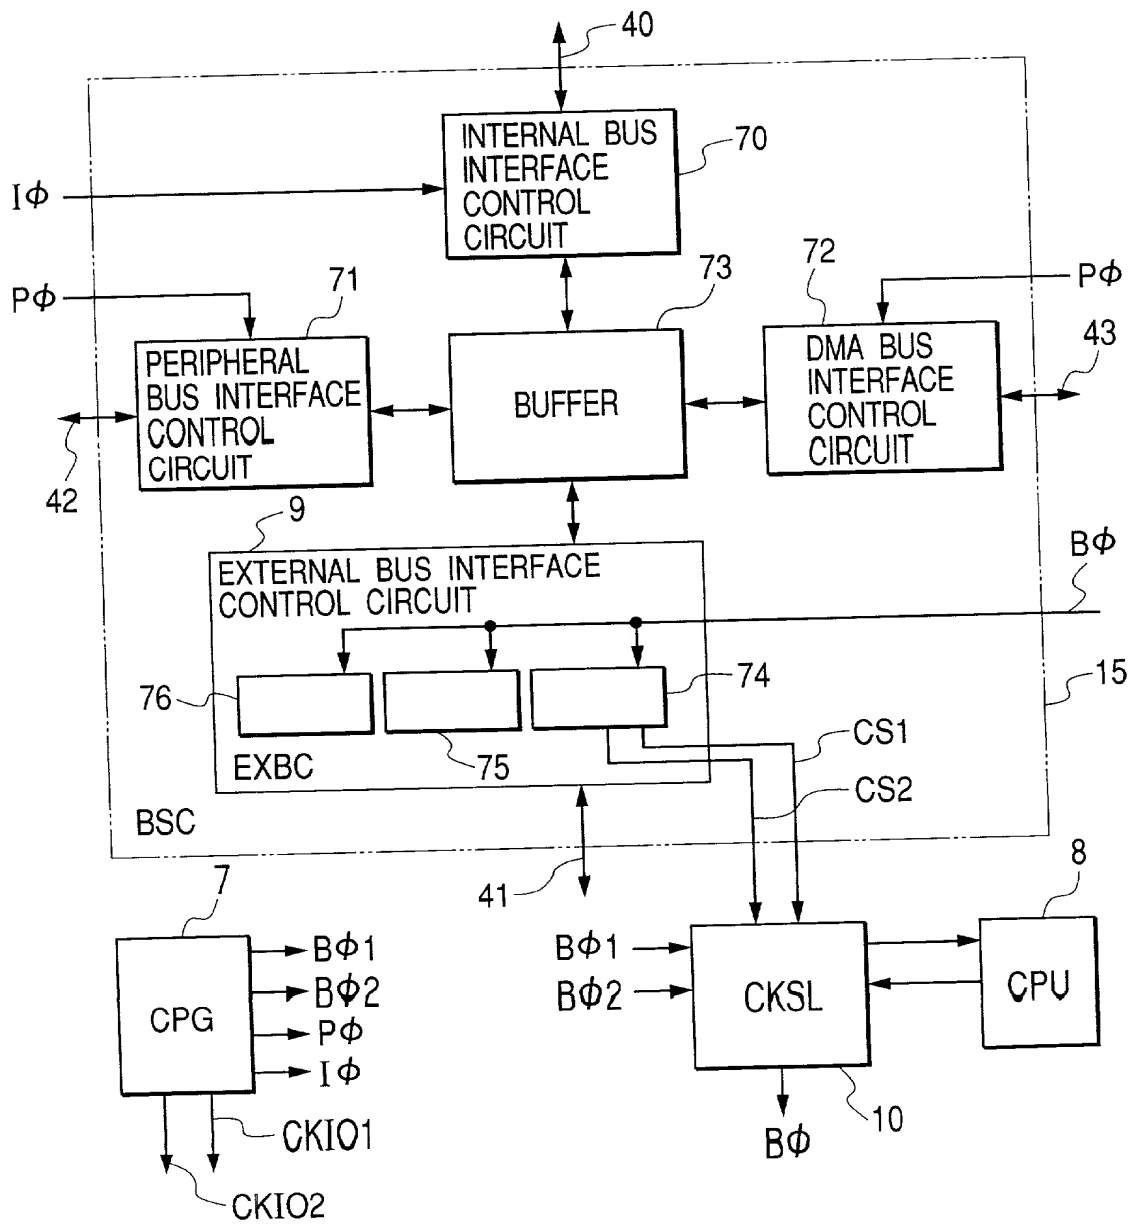 40
INTERNAL BUS
INTERFACE
CONTROL
CIRCUIT
70
Iϕ
Pϕ
71
73
72
Pϕ
PERIPHERAL
BUS INTERFACE
CONTROL
CIRCUIT
BUFFER
DMA BUS
INTERFACE
CONTROL
CIRCUIT
43
42
9
EXTERNAL BUS INTERFACE
CONTROL CIRCUIT
Bϕ
76
74
15
75
EXBC
CS1
CS2
BSC
41
7
8
CPG
Bϕ1
Bϕ2
Pϕ
Iϕ
Bϕ1
Bϕ2
CKSL
CPU
10
CKIO1
Bϕ
CKIO2